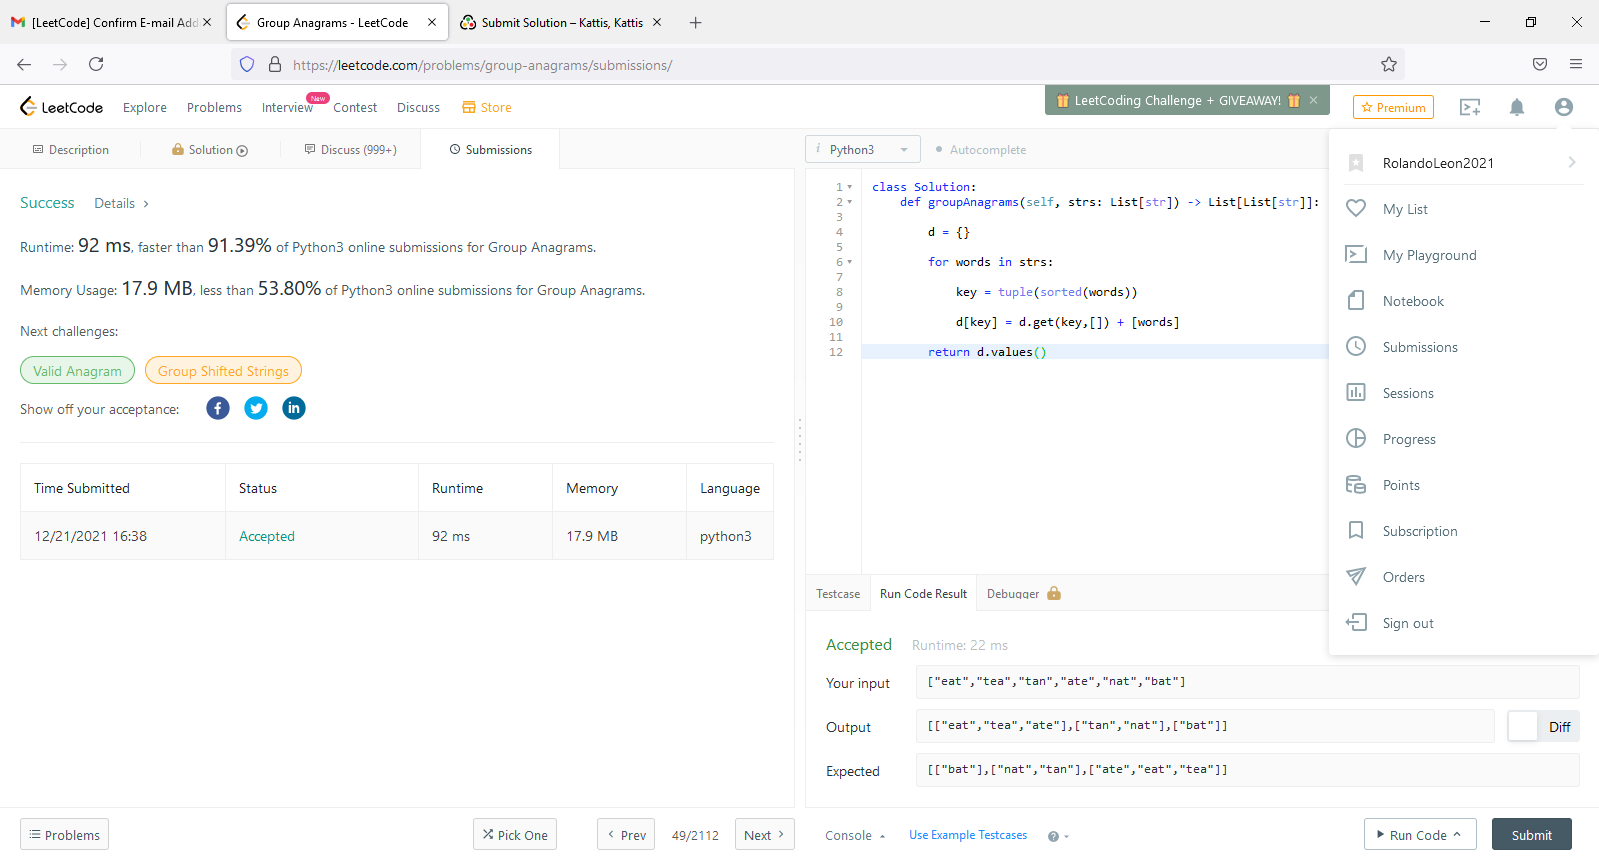 [LeetCode] Confirm E-mail Add
Group Anagrams - LeetCode
Submit Solution – Kattis, Kattis
https://leetcode.com/problems/group-anagrams/submissions/
LeetCode
Explore
Problems
Interview
New
Contest
Discuss
Store
LeetCoding Challenge + GIVEAWAY!
Premium
Description
Solution
Discuss (999+)
Submissions
Python3
Autocomplete
Success
Details
Runtime: 92 ms, faster than 91.39% of Python3 online submissions for Group Anagrams.
Memory Usage: 17.9 MB, less than 53.80% of Python3 online submissions for Group Anagrams.
Next challenges:
Valid Anagram
Group Shifted Strings
Show off your acceptance:
Time Submitted Status Runtime Memory Language
12/21/2021 16:38 Accepted 92 ms 17.9 MB python3
1 class Solution:
2 def groupAnagrams(self, strs: List[str]) -> List[List[str]]:
3
4 d = {}
5
6 for words in strs:
7
8 key = tuple(sorted(words))
9
10 d[key] = d.get(key,[]) + [words]
11
12 return d.values()
RolandoLeon2021
My List
My Playground
Notebook
Submissions
Sessions
Progress
Points
Subscription
Orders
Sign out
Testcase
Run Code Result
Debugger
Accepted
Runtime: 22 ms
Your input
["eat","tea","tan","ate","nat","bat"]
Output
[["eat","tea","ate"],["tan","nat"],["bat"]]
Diff
Expected
[["bat"],["nat","tan"],["ate","eat","tea"]]
Problems
Pick One
Prev
49/2112
Next
Console
Use Example Testcases
Run Code
Submit